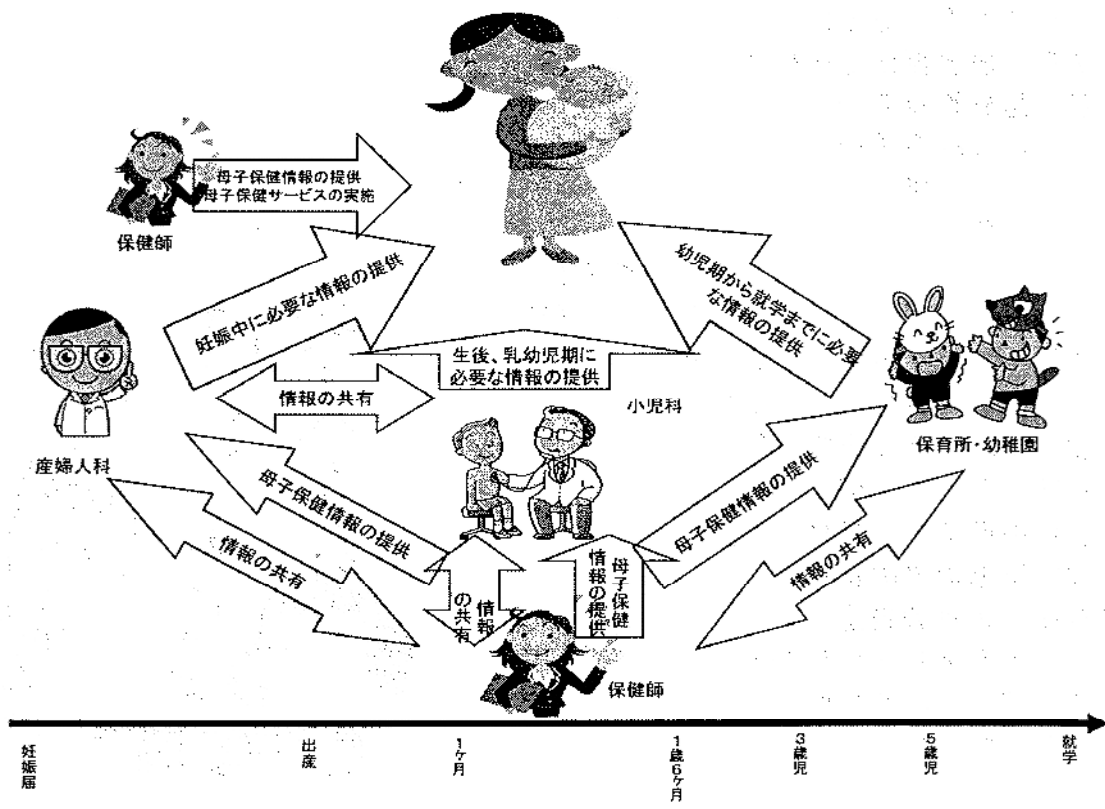 母子保健情報の提供
母子保健サービスの実施
保健師
妊娠中に必要な情報の提供
幼児期から就学までに必要
な情報の提供
生後、乳幼児期に
必要な情報の提供
情報の共有
小児科
産婦人科
保育所・幼稚園
母子保健情報の提供
母子保健情報の提供
情報の共有
情報の共有
情報
の共有
母子保健
情報の提供
保健師
妊娠届
出産
1ヶ月
1歳6ヶ月
3歳児
5歳児
就学